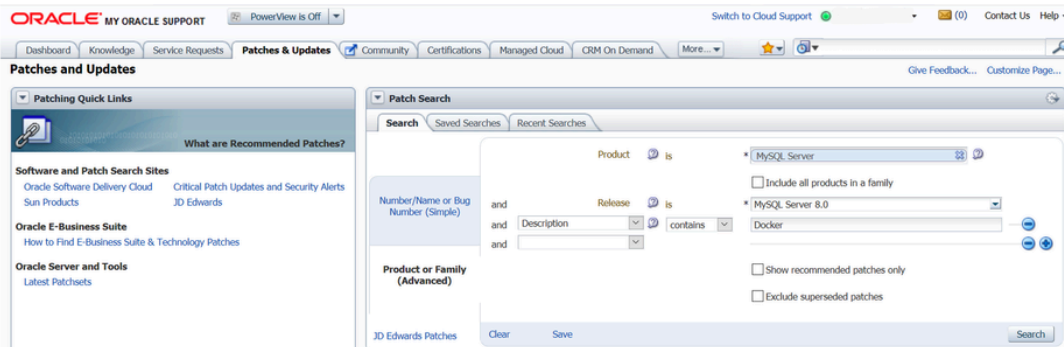 ORACLE® MY ORACLE SUPPORT PowerView is Off Switch to Cloud Support (0) Contact Us Help
Dashboard Knowledge Service Requests Patches & Updates Community Certifications Managed Cloud CRM On Demand More...
Patches and Updates Give Feedback... Customize Page...
Patching Quick Links
What are Recommended Patches?
Software and Patch Search Sites
Oracle Software Delivery Cloud Critical Patch Updates and Security Alerts
Sun Products JD Edwards
Oracle E-Business Suite
How to Find E-Business Suite & Technology Patches
Oracle Server and Tools
Latest Patchsets
Patch Search
Search Saved Searches Recent Searches
Number/Name or Bug
Number (Simple)
Product or Family
(Advanced)
JD Edwards Patches
Product is * MySQL Server
Include all products in a family
and Release is * MySQL Server 8.0
and Description contains Docker
and
Show recommended patches only
Exclude superseded patches
Clear Save Search